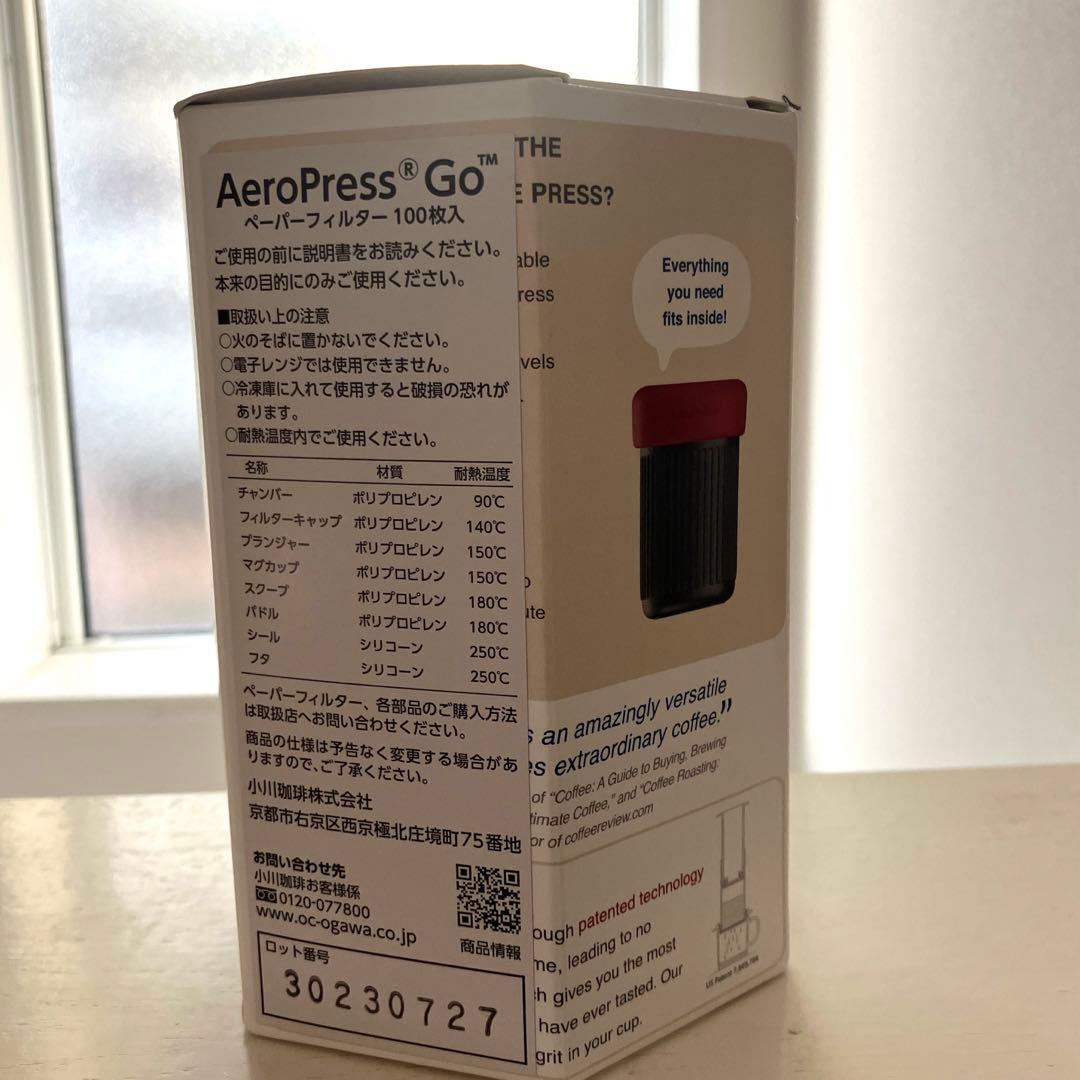 AeroPress® Go™
ペーパーフィルター 100枚入
ご使用の前に説明書をお読みください。
本来の目的にのみご使用ください。
■取扱い上の注意
○火のそばに置かないでください。
○電子レンジでは使用できません。
○冷凍庫に入れて使用すると破損の恐れが
あります。
○耐熱温度内でご使用ください。
名称 材質 耐熱温度
チャンバー ポリプロピレン 90℃
フィルターキャップ ポリプロピレン 140℃
プランジャー ポリプロピレン 150℃
マグカップ ポリプロピレン 150℃
スクープ ポリプロピレン 180℃
パドル ポリプロピレン 180℃
シール シリコーン 250℃
フタ シリコーン 250℃
ペーパーフィルター、各部品のご購入方法
は取扱店へお問い合わせください。
商品の仕様は予告なく変更する場合があ
りますので、ご了承ください。
小川珈琲株式会社
京都市右京区西京極北庄境町75番地
お問い合わせ先
小川珈琲お客様係
0120-077800
www.oc-ogawa.co.jp
商品情報
ロット番号
30230727
THE
E PRESS?
able
ress
vels
ute
Everything
you need
fits inside!
s an amazingly versatile
es extraordinary coffee.”
of “Coffee: A Guide to Buying, Brewing
timate Coffee,” and “Coffee Roasting:
or of coffeereview.com
ough patented technology
me, leading to no
ch gives you the most
have ever tasted. Our
grit in your cup.